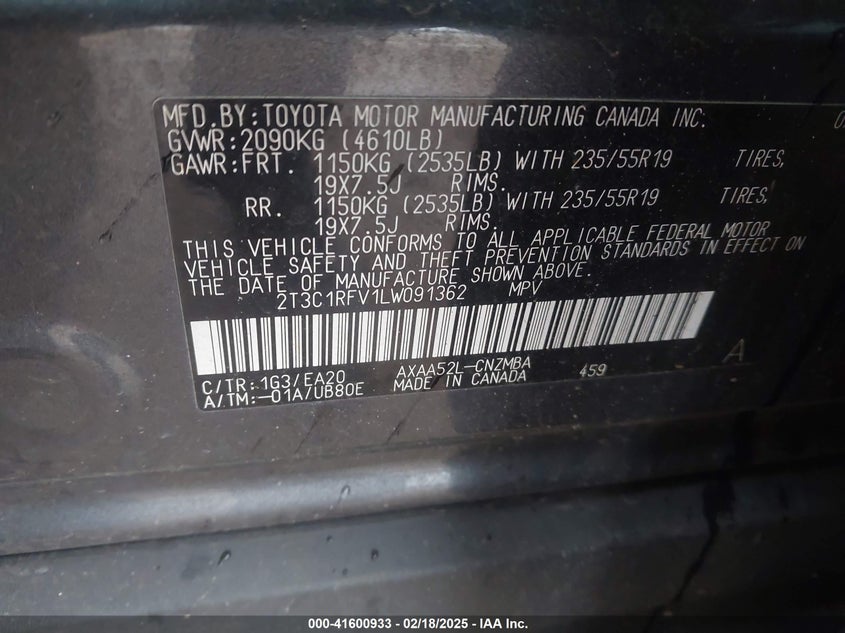 MFD.BY:TOYOTA MOTOR MANUFACTURING CANADA INC.
GVWR:2090KG (4610LB)
GAWR:FRT. 1150KG (2535LB) WITH 235/55R19 TIRES,
19X7.5J RIMS.
RR. 1150KG (2535LB) WITH 235/55R19 TIRES,
19X7.5J RIMS.
THIS VEHICLE CONFORMS TO ALL APPLICABLE FEDERAL MOTOR
VEHICLE SAFETY AND THEFT PREVENTION STANDARDS IN EFFECT ON
THE DATE OF MANUFACTURE SHOWN ABOVE.
2T3C1RFV1LW091362 MPV
A
C/TR: 1G3/EA20 AXAA52L-CNZMBA 459
A/TM:-01A/UB80E MADE IN CANADA
000-41600933 - 02/18/2025 - IAA Inc.